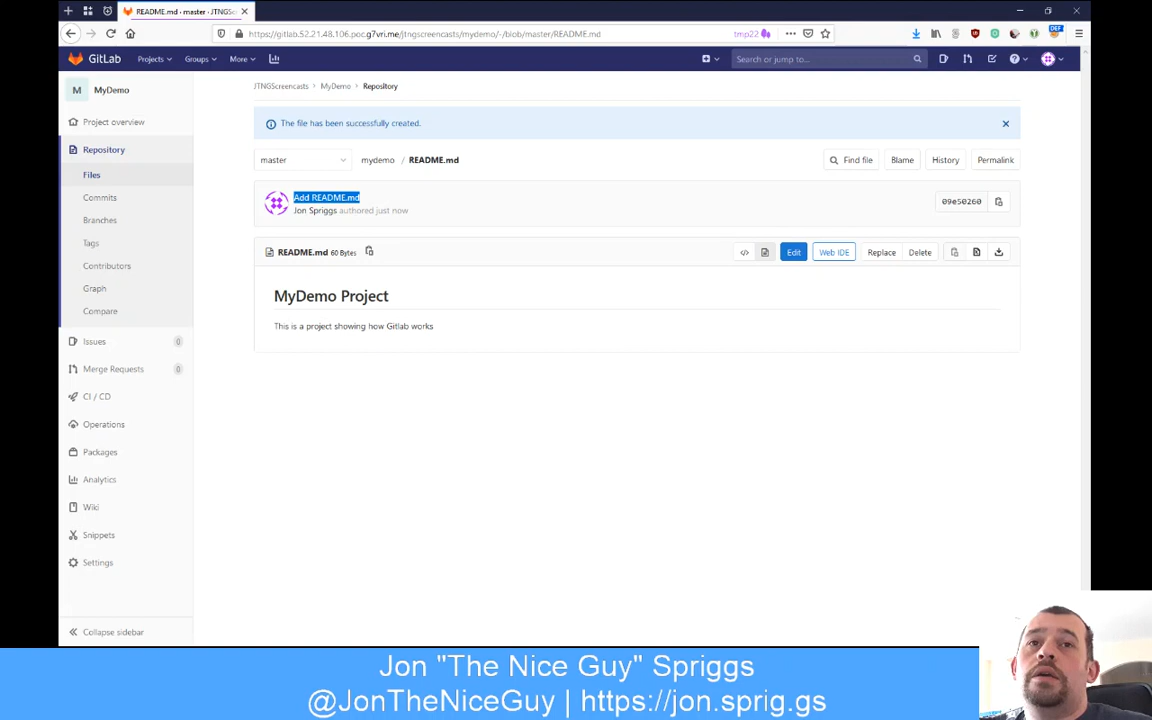 README.md · master · JTNGSc
https://gitlab.52.21.48.106.poc.g7vri.me/jtngscreencasts/mydemo/-/blob/master/README.md
tmp22
DEF
GitLab
Projects
Groups
More
Search or jump to...
M MyDemo
Project overview
Repository
Files
Commits
Branches
Tags
Contributors
Graph
Compare
Issues 0
Merge Requests 0
CI / CD
Operations
Packages
Analytics
Wiki
Snippets
Settings
Collapse sidebar
JTNGScreencasts > MyDemo > Repository
The file has been successfully created.
master
mydemo / README.md
Find file
Blame
History
Permalink
Add README.md
Jon Spriggs authored just now
09e50260
README.md 60 Bytes
Edit
Web IDE
Replace
Delete
MyDemo Project
This is a project showing how Gitlab works
Jon "The Nice Guy" Spriggs
@JonTheNiceGuy | https://jon.sprig.gs